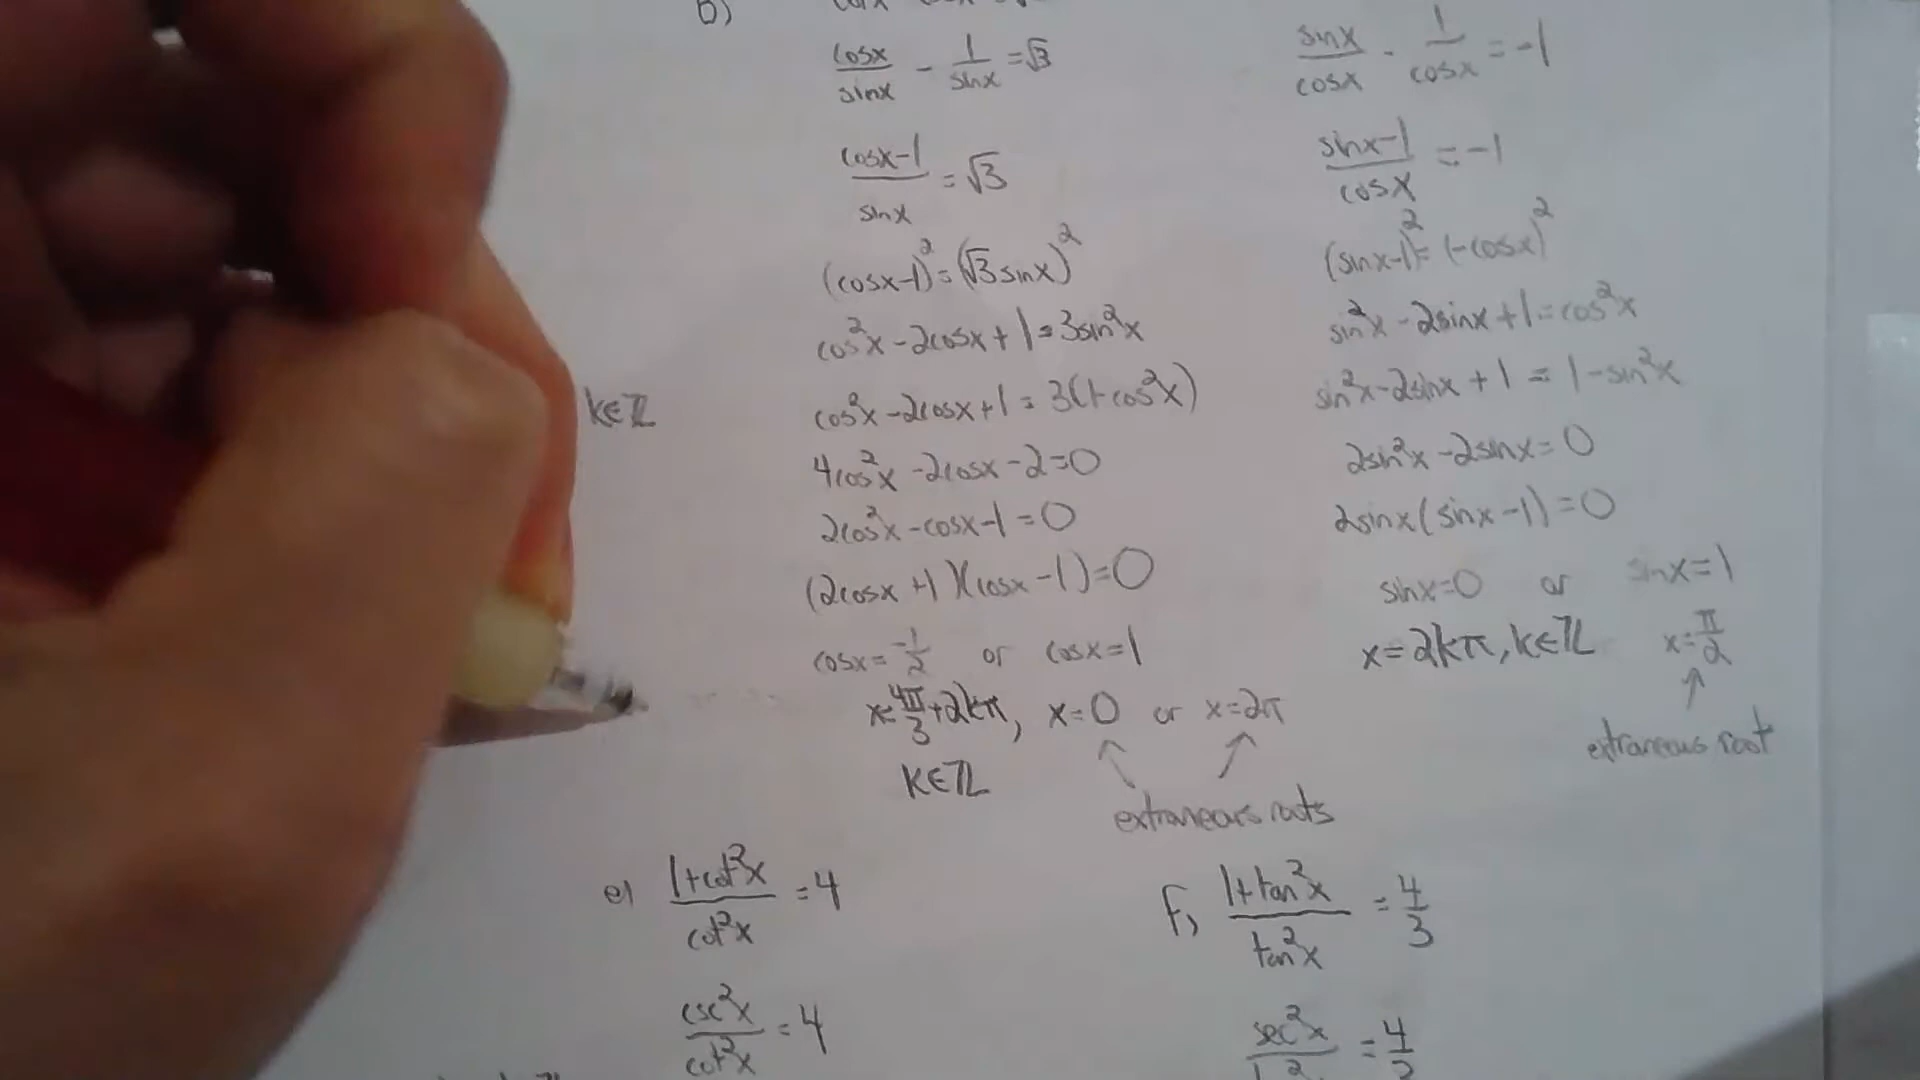 b)
cosx/sinx - 1/sinx = √3
(cosx-1)/sinx = √3
(cosx-1)² = (√3 sinx)²
cos²x - 2cosx + 1 = 3sin²x
cos²x - 2cosx + 1 = 3(1-cos²x)
4cos²x - 2cosx - 2 = 0
2cos²x - cosx - 1 = 0
(2cosx + 1)(cosx - 1) = 0
cosx = -1/2 or cosx = 1
x = 4π/3 + 2kπ, x = 0 or x = 2π
k∈ℤ
extraneous roots
sinx/cosx - 1/cosx = -1
(sinx-1)/cosx = -1
(sinx-1)² = (-cosx)²
sin²x - 2sinx + 1 = cos²x
sin²x - 2sinx + 1 = 1 - sin²x
2sin²x - 2sinx = 0
2sinx(sinx - 1) = 0
sinx = 0 or sinx = 1
x = 2kπ, k∈ℤ x = π/2
extraneous root
k∈ℤ
e) (1+cot²x)/cot²x = 4
csc²x/cot²x = 4
F) (1+tan²x)/tan²x = 4/3
sec²x